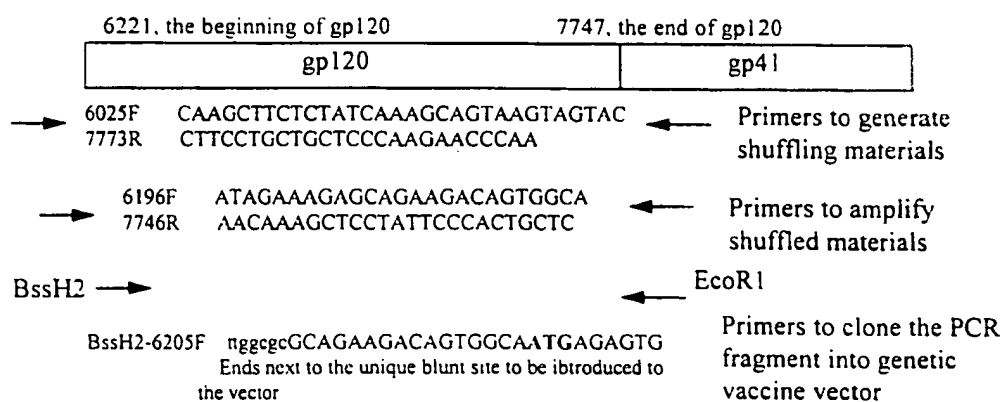 6221, the beginning of gp120
7747, the end of gp120
gp120
gp41
6025F CAAGCTTCTCTATCAAAGCAGTAAGTAGTAC
7773R CTTCCTGCTGCTCCCAAGAACCCAA
Primers to generate
shuffling materials
6196F ATAGAAAGAGCAGAAGACAGTGGCA
7746R AACAAAGCTCCTATTCCCACTGCTC
Primers to amplify
shuffled materials
BssH2
EcoR1
BssH2-6205F nggcgcGCAGAAGACAGTGGCAATGAGAGTG
Ends next to the unique blunt site to be ibtroduced to
the vector
Primers to clone the PCR
fragment into genetic
vaccine vector